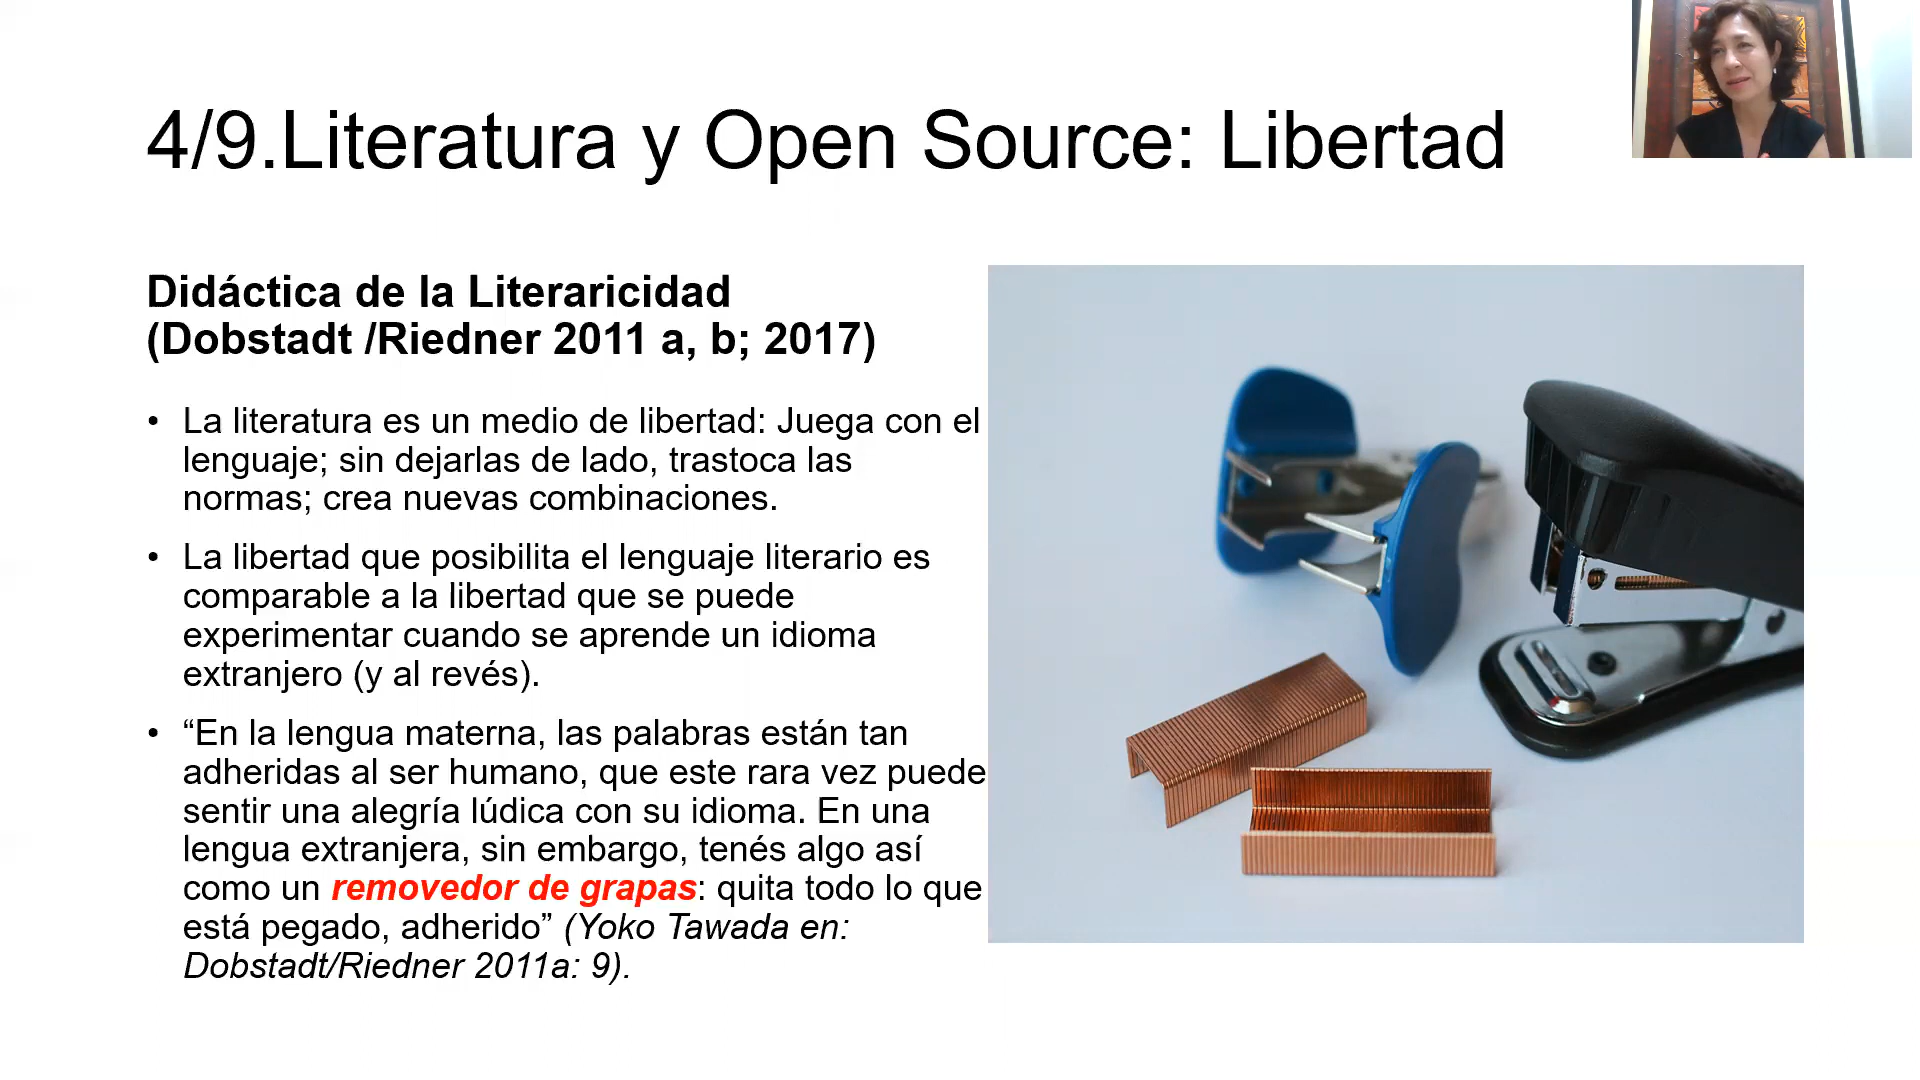 4/9.Literatura y Open Source: Libertad
Didáctica de la Literaricidad
(Dobstadt /Riedner 2011 a, b; 2017)
• La literatura es un medio de libertad: Juega con el
lenguaje; sin dejarlas de lado, trastoca las
normas; crea nuevas combinaciones.
• La libertad que posibilita el lenguaje literario es
comparable a la libertad que se puede
experimentar cuando se aprende un idioma
extranjero (y al revés).
• “En la lengua materna, las palabras están tan
adheridas al ser humano, que este rara vez puede
sentir una alegría lúdica con su idioma. En una
lengua extranjera, sin embargo, tenés algo así
como un removedor de grapas: quita todo lo que
está pegado, adherido” (Yoko Tawada en:
Dobstadt/Riedner 2011a: 9).